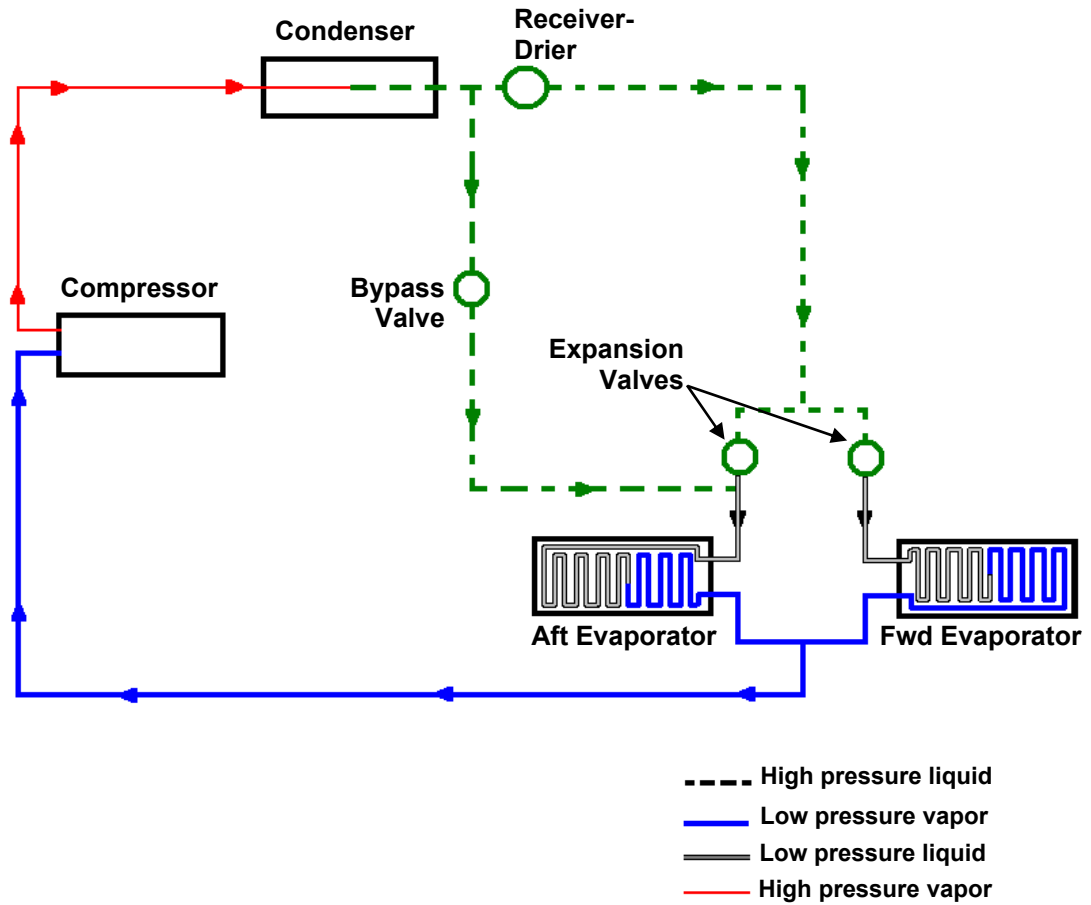 Condenser
Receiver-
Drier
Compressor
Bypass
Valve
Expansion
Valves
Aft Evaporator
Fwd Evaporator
High pressure liquid
Low pressure vapor
Low pressure liquid
High pressure vapor